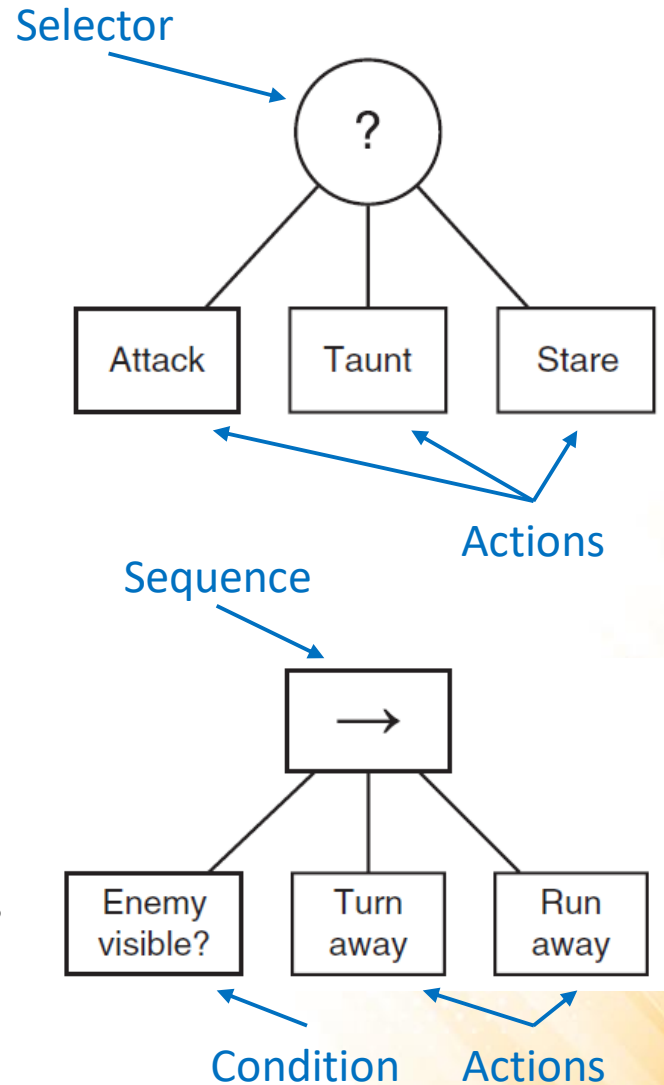 Selector
?
Attack
Taunt
Stare
Actions
Sequence
→
Enemy
visible?
Turn
away
Run
away
Condition
Actions